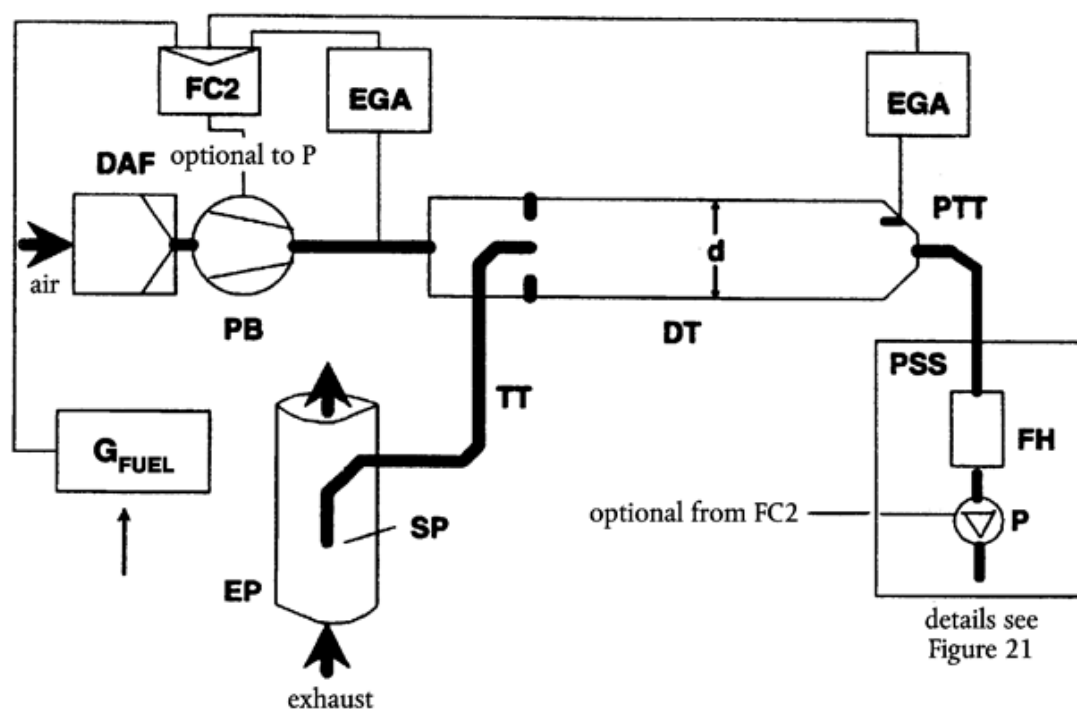 FC2
EGA
EGA
DAF
optional to P
PTT
air
d
PB
DT
PSS
TT
FH
G_FUEL
optional from FC2
P
SP
EP
details see
Figure 21
exhaust